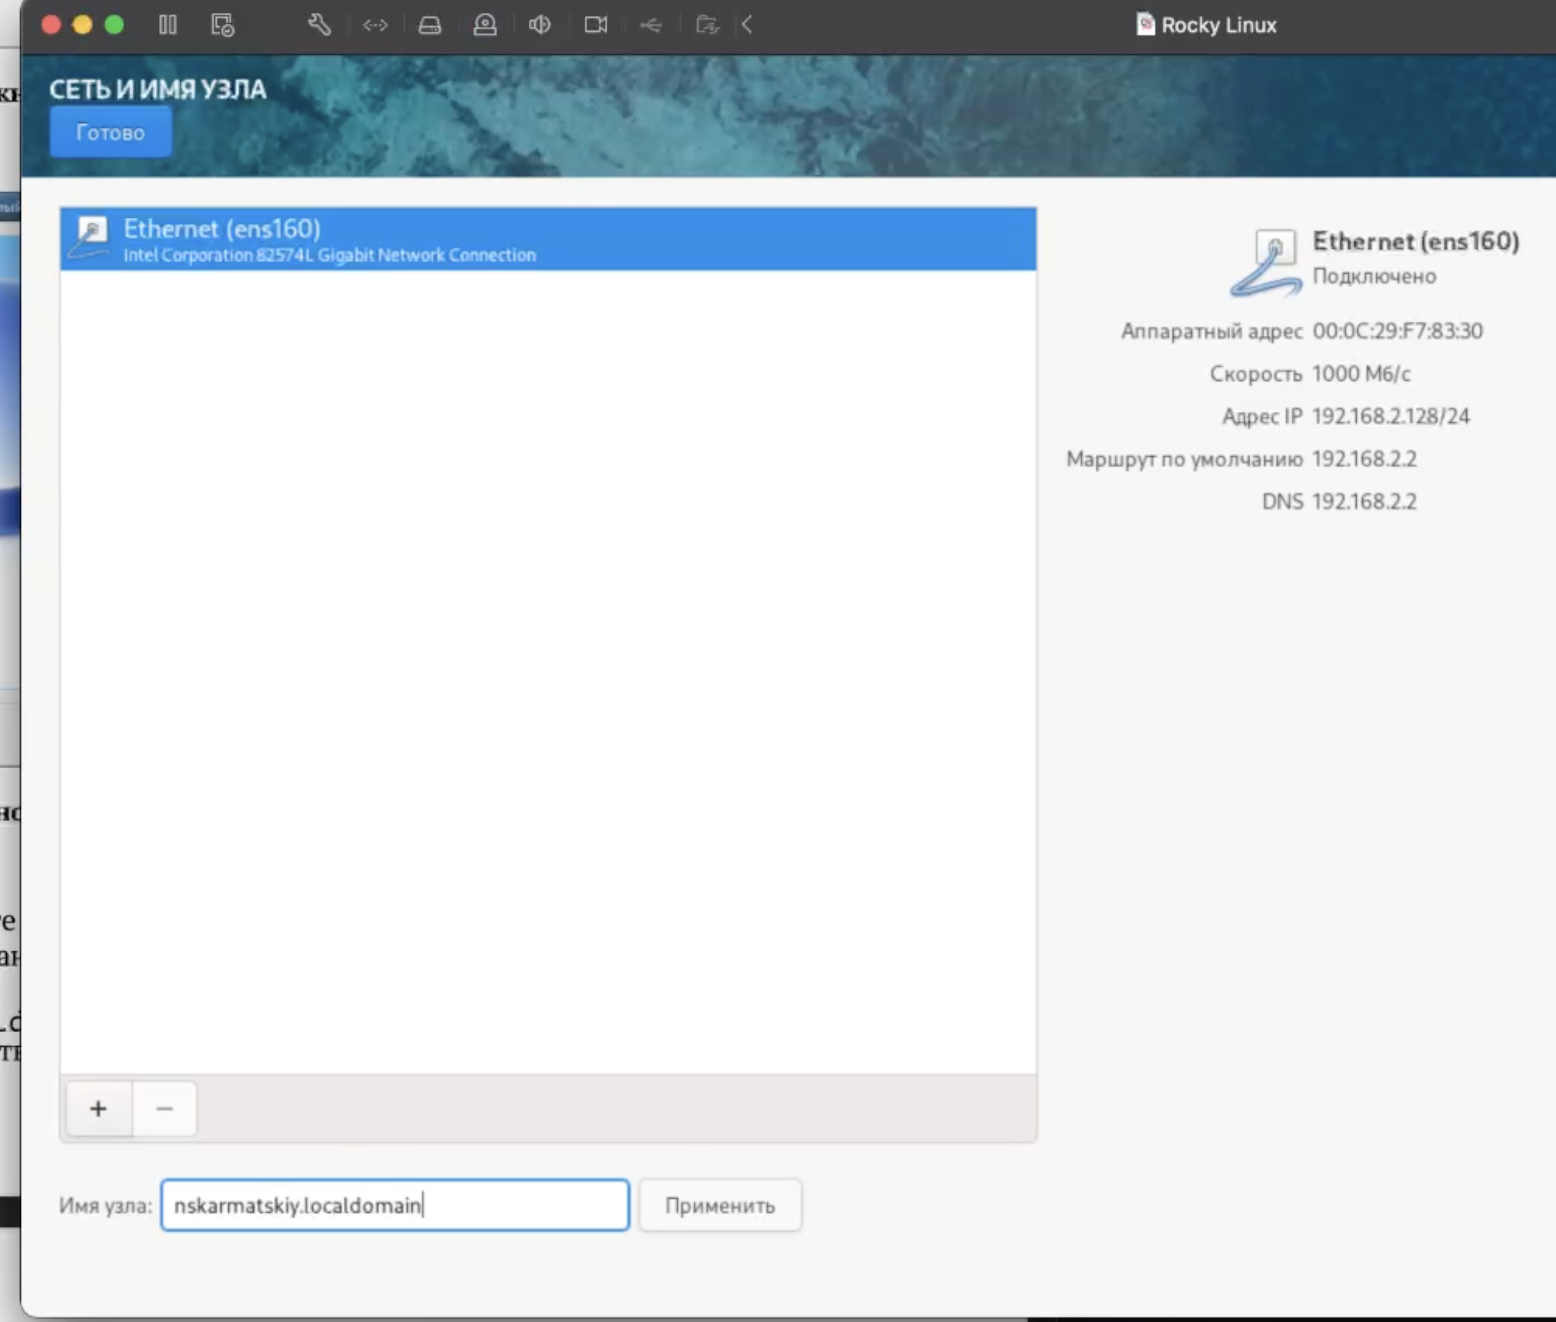 Rocky Linux
СЕТЬ И ИМЯ УЗЛА
Готово
Ethernet (ens160)
Intel Corporation 82574L Gigabit Network Connection
Ethernet (ens160)
Подключено
Аппаратный адрес 00:0C:29:F7:83:30
Скорость 1000 Мб/с
Адрес IP 192.168.2.128/24
Маршрут по умолчанию 192.168.2.2
DNS 192.168.2.2
+ −
Имя узла: nskarmatskiy.localdomain Применить